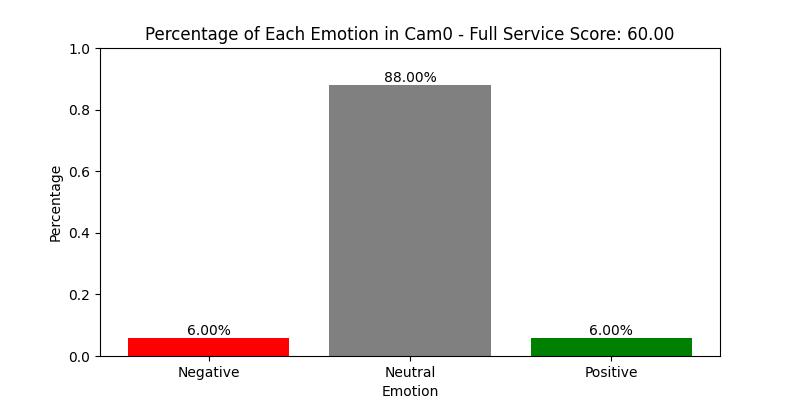 Percentage of Each Emotion in Cam0 - Full Service Score: 60.00
1.0
0.8
0.6
0.4
0.2
0.0
Percentage
6.00%
88.00%
6.00%
Negative
Neutral
Positive
Emotion